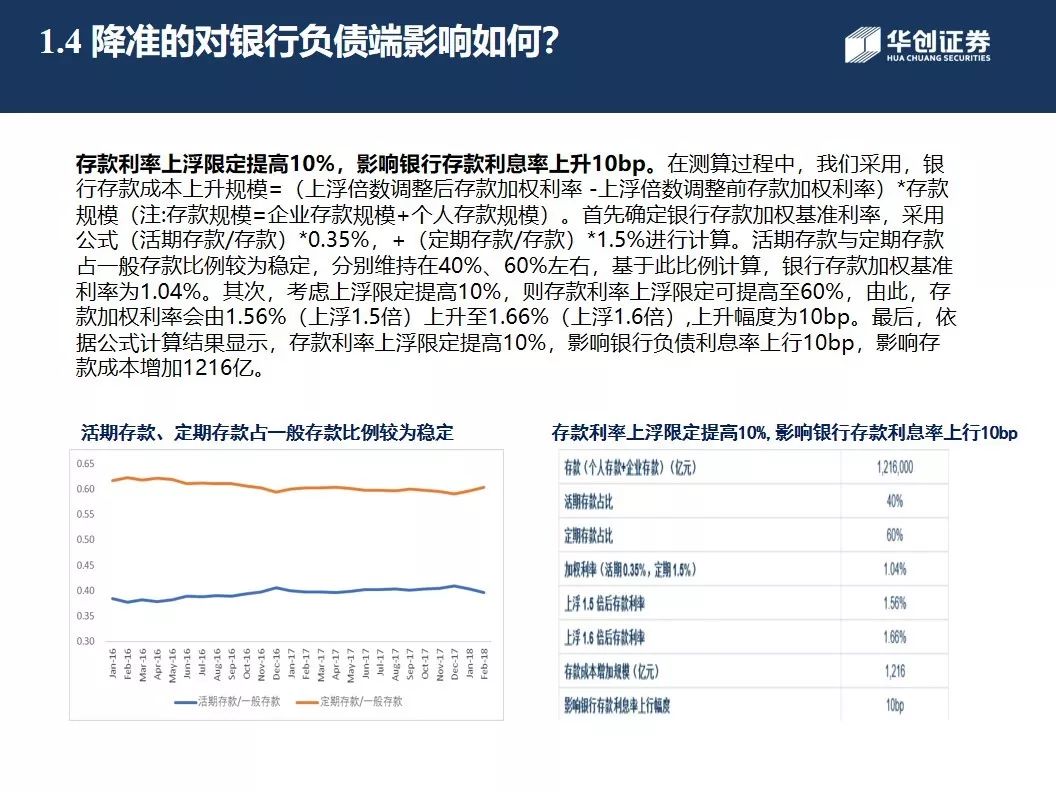 1.4 降准的对银行负债端影响如何?
华创证券
HUA CHUANG SECURITIES
存款利率上浮限定提高10%，影响银行存款利息率上升10bp。在测算过程中，我们采用，银
行存款成本上升规模=（上浮倍数调整后存款加权利率 -上浮倍数调整前存款加权利率）*存款
规模（注:存款规模=企业存款规模+个人存款规模）。首先确定银行存款加权基准利率，采用
公式（活期存款/存款）*0.35%，+（定期存款/存款）*1.5%进行计算。活期存款与定期存款
占一般存款比例较为稳定，分别维持在40%、60%左右，基于此比例计算，银行存款加权基准
利率为1.04%。其次，考虑上浮限定提高10%，则存款利率上浮限定可提高至60%，由此，存
款加权利率会由1.56%（上浮1.5倍）上升至1.66%（上浮1.6倍）,上升幅度为10bp。最后，依
据公式计算结果显示，存款利率上浮限定提高10%，影响银行负债利息率上行10bp，影响存
款成本增加1216亿。
活期存款、定期存款占一般存款比例较为稳定
0.65
0.60
0.55
0.50
0.45
0.40
0.35
0.30
Jan-16 Feb-16 Mar-16 Apr-16 May-16 Jun-16 Jul-16 Aug-16 Sep-16 Oct-16 Nov-16 Dec-16 Jan-17 Feb-17 Mar-17 Apr-17 May-17 Jun-17 Jul-17 Aug-17 Sep-17 Oct-17 Nov-17 Dec-17 Jan-18 Feb-18
活期存款/一般存款 定期存款/一般存款
存款利率上浮限定提高10%,影响银行存款利息率上行10bp
存款（个人存款+企业存款）（亿元） 1,216,000
活期存款占比 40%
定期存款占比 60%
加权利率（活期0.35%，定期1.5%） 1.04%
上浮1.5倍后存款利率 1.56%
上浮1.6倍后存款利率 1.66%
存款成本增加规模（亿元） 1,216
影响银行存款利息率上行幅度 10bp